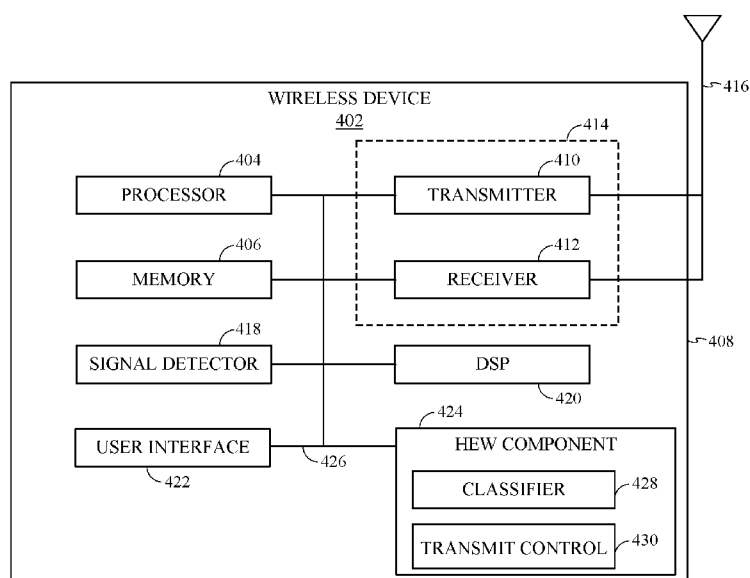 416
WIRELESS DEVICE
402
414
404
410
PROCESSOR
TRANSMITTER
406
412
MEMORY
RECEIVER
418
408
SIGNAL DETECTOR
DSP
420
424
USER INTERFACE
HEW COMPONENT
422
426
CLASSIFIER
428
TRANSMIT CONTROL
430